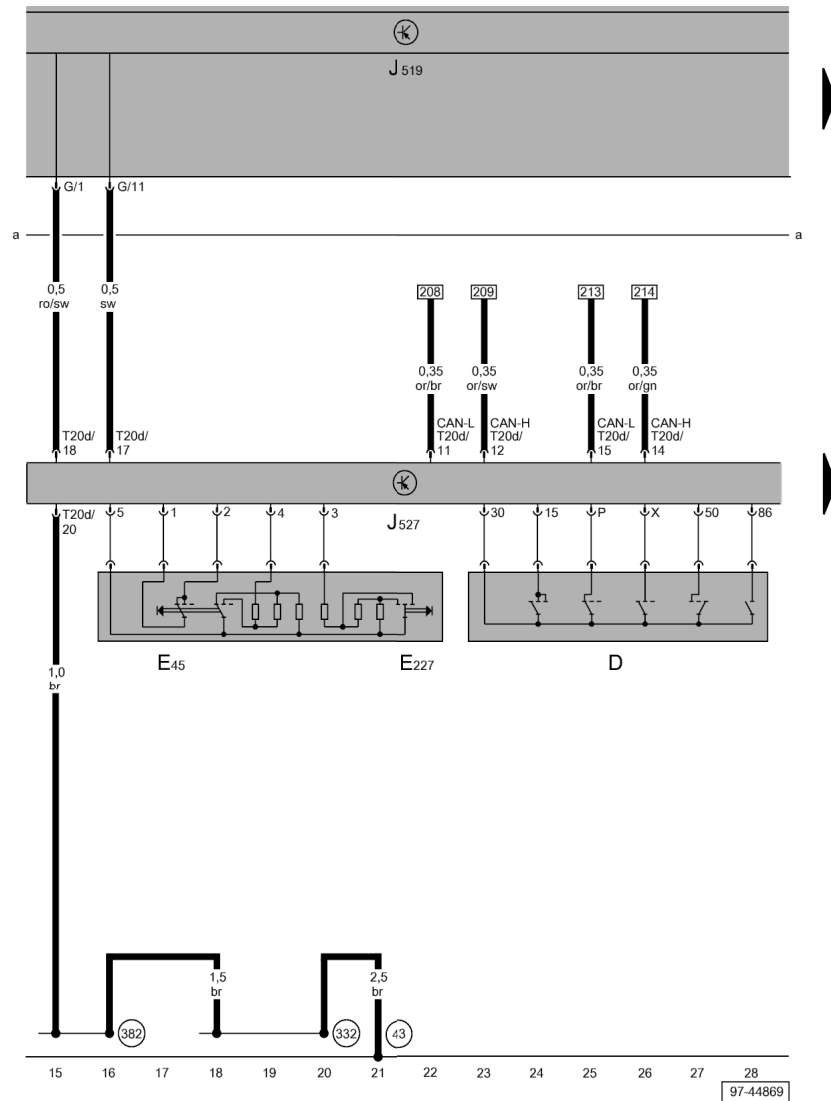 J 519
G/1 G/11
a a
208 209 213 214
0,5
ro/sw
0,5
sw
0,35
or/br
0,35
or/sw
0,35
or/br
0,35
or/gn
T20d/
18
T20d/
17
CAN-L
T20d/
11
CAN-H
T20d/
12
CAN-L
T20d/
15
CAN-H
T20d/
14
T20d/
20
5 1 2 4 3
J527
30 15 P X 50 86
E45 E227 D
1,0
br
1,5
br
2,5
br
382 332 43
15 16 17 18 19 20 21 22 23 24 25 26 27 28
97-44869